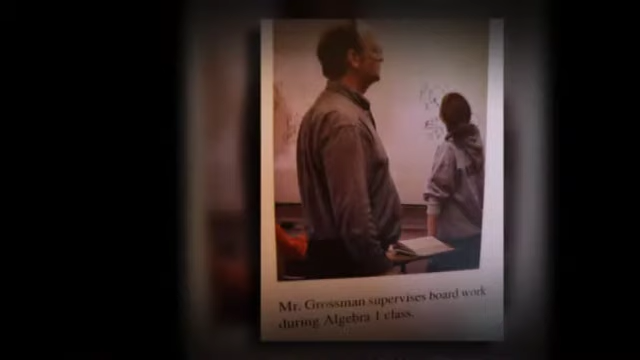 Mr. Grossman supervises board work
during Algebra 1 class.